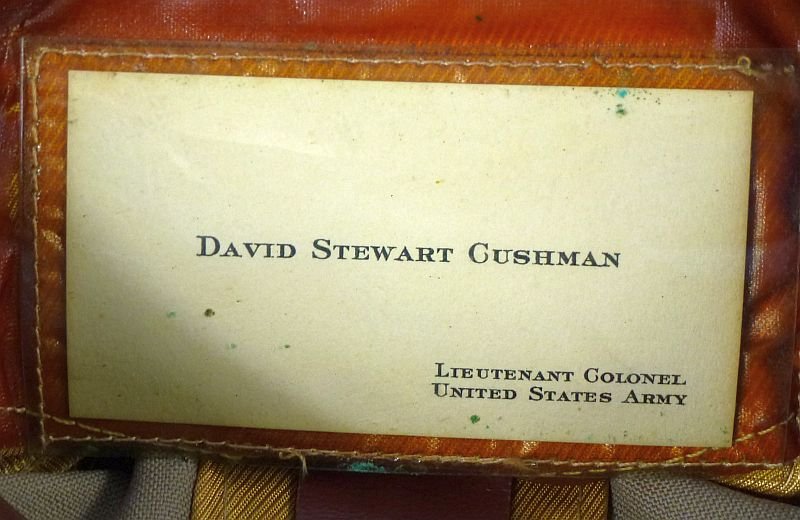 David Stewart Cushman
Lieutenant Colonel
United States Army